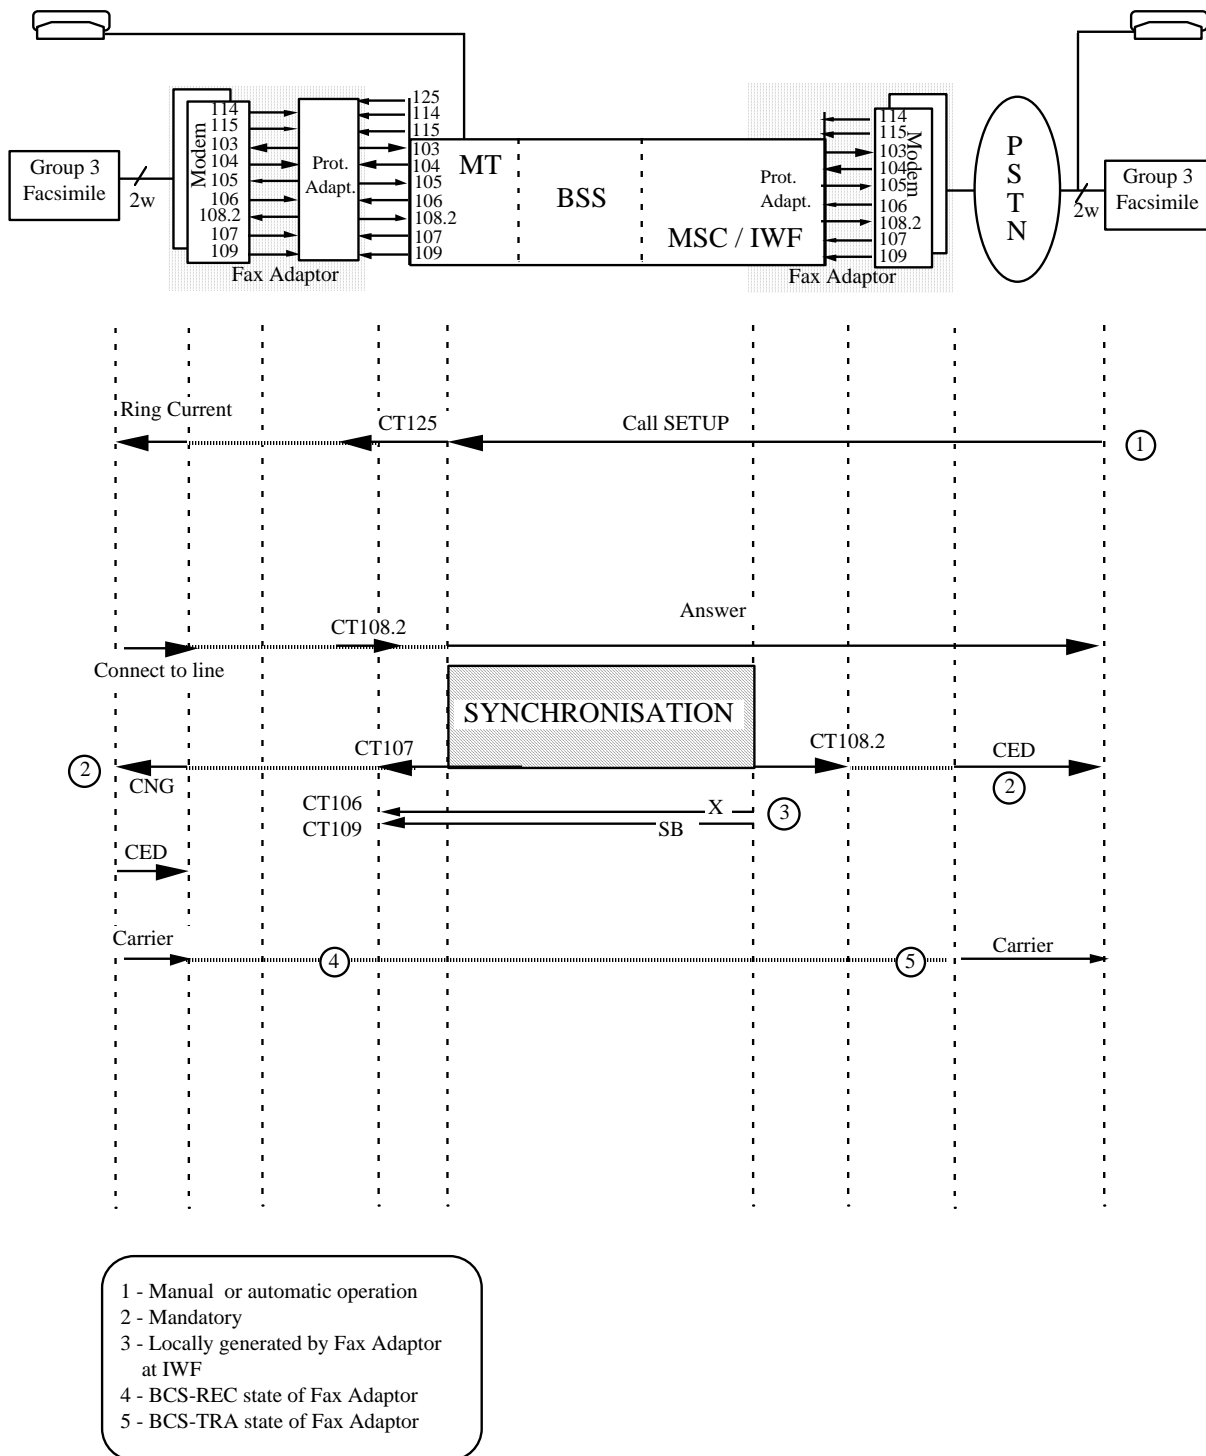 Group 3
Facsimile
2w
Modem
114
115
103
104
105
106
108.2
107
109
Prot.
Adapt.
Fax Adaptor
125
114
115
103
104
105
106
108.2
107
109
MT
BSS
MSC / IWF
Prot.
Adapt.
114
115
103
104
105
106
108.2
107
109
Modem
Fax Adaptor
P
S
T
N
2w
Group 3
Facsimile
Ring Current
CT125
Call SETUP
1
CT108.2
Answer
Connect to line
SYNCHRONISATION
2
CNG
CT107
CT108.2
CED
2
CT106
X
3
CT109
SB
CED
Carrier
4
5
Carrier
1 - Manual or automatic operation
2 - Mandatory
3 - Locally generated by Fax Adaptor
at IWF
4 - BCS-REC state of Fax Adaptor
5 - BCS-TRA state of Fax Adaptor